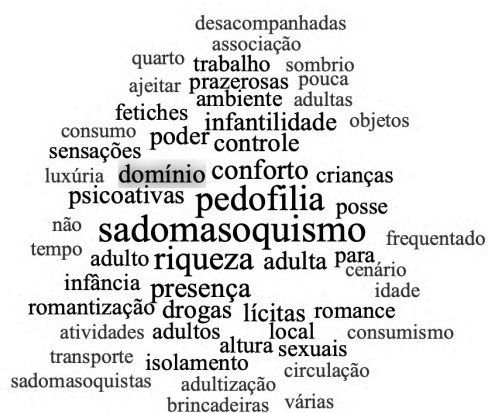 desacompanhadas
associação
quarto trabalho sombrio
ajeitar prazerosas pouca
ambiente adultas
fetiches infantilidade objetos
consumo poder controle
sensações
luxúria domínio conforto crianças
psicoativas pedofilia posse
não sadomasoquismo frequentado
tempo adulto riqueza adulta para
cenário
infância presença idade
romantização drogas lícitas romance
atividades adultos local consumismo
transporte altura sexuais
isolamento circulação
sadomasoquistas adultização
brincadeiras várias